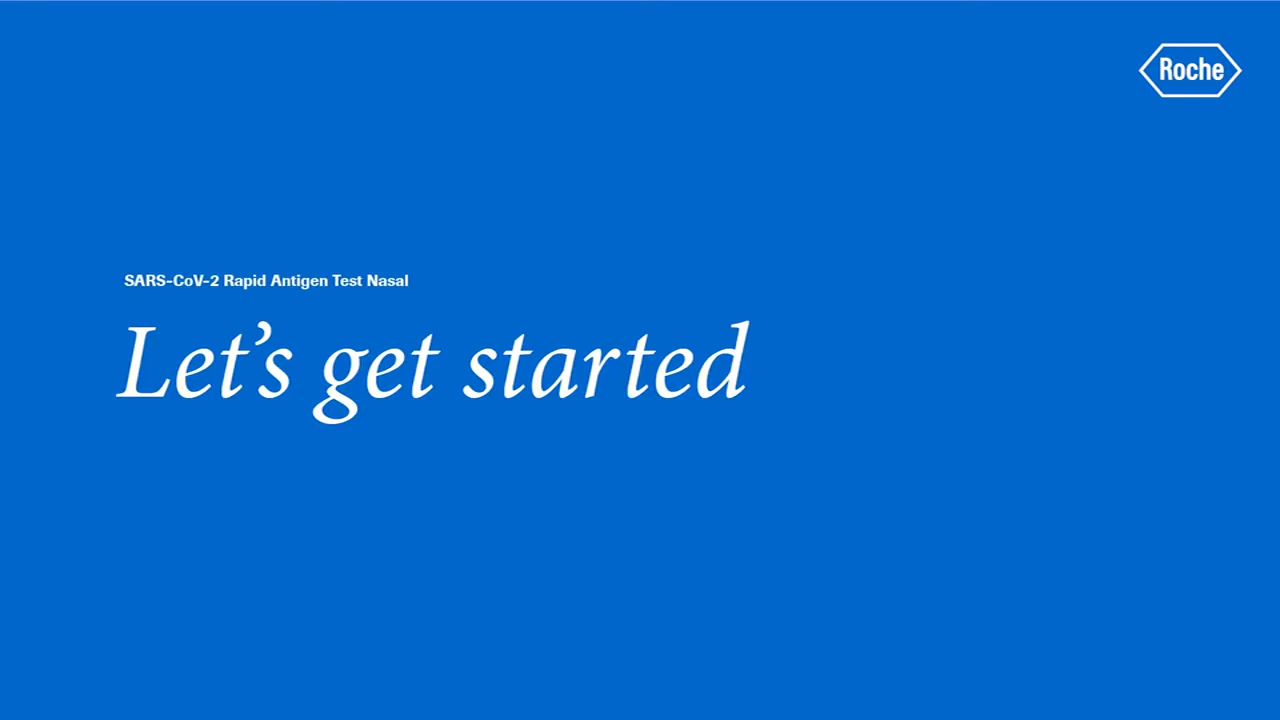 Roche
SARS-CoV-2 Rapid Antigen Test Nasal
Let’s get started